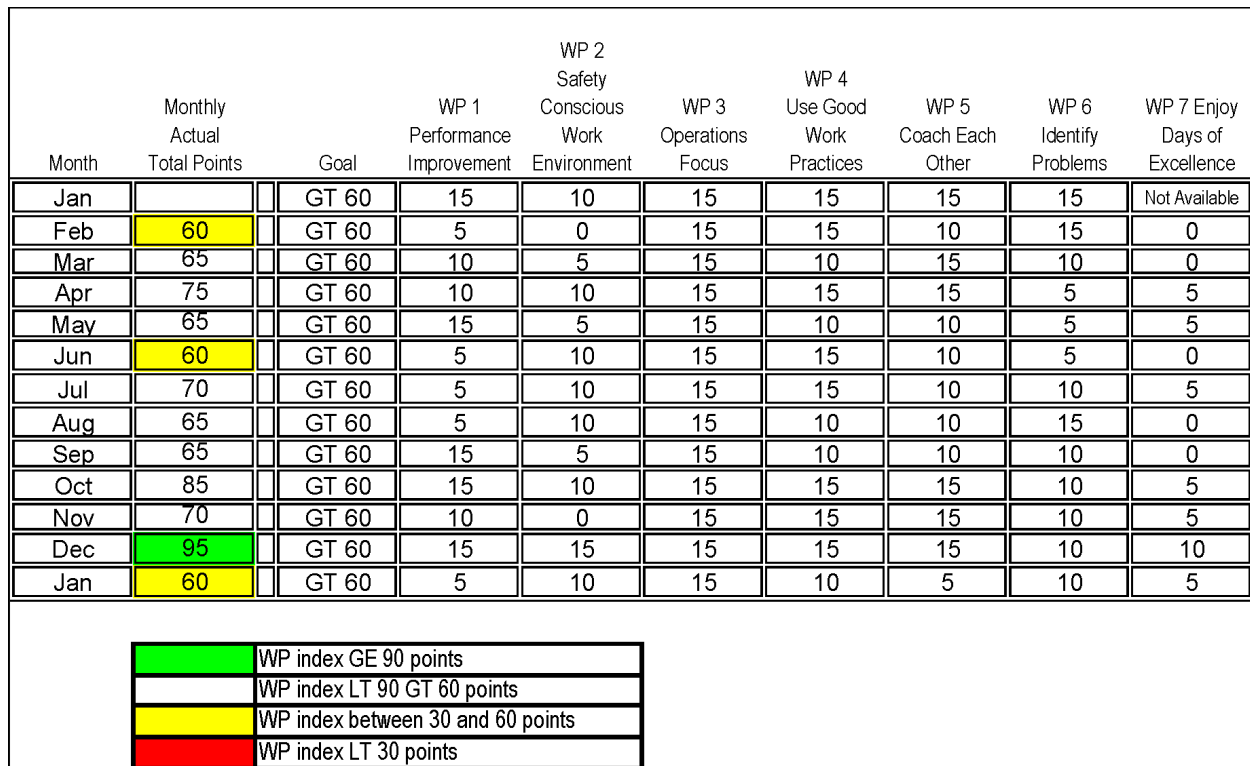 Month Monthly Actual Total Points Goal WP 1 Performance Improvement WP 2 Safety Conscious Work Environment WP 3 Operations Focus WP 4 Use Good Work Practices WP 5 Coach Each Other WP 6 Identify Problems WP 7 Enjoy Days of Excellence
Jan GT 60 15 10 15 15 15 15 Not Available
Feb 60 GT 60 5 0 15 15 10 15 0
Mar 65 GT 60 10 5 15 10 15 10 0
Apr 75 GT 60 10 10 15 15 15 5 5
May 65 GT 60 15 5 15 10 10 5 5
Jun 60 GT 60 5 10 15 15 10 5 0
Jul 70 GT 60 5 10 15 15 10 10 5
Aug 65 GT 60 5 10 15 10 10 15 0
Sep 65 GT 60 15 5 15 10 10 10 0
Oct 85 GT 60 15 10 15 15 15 10 5
Nov 70 GT 60 10 0 15 15 15 10 5
Dec 95 GT 60 15 15 15 15 15 10 10
Jan 60 GT 60 5 10 15 10 5 10 5
WP index GE 90 points
WP index LT 90 GT 60 points
WP index between 30 and 60 points
WP index LT 30 points